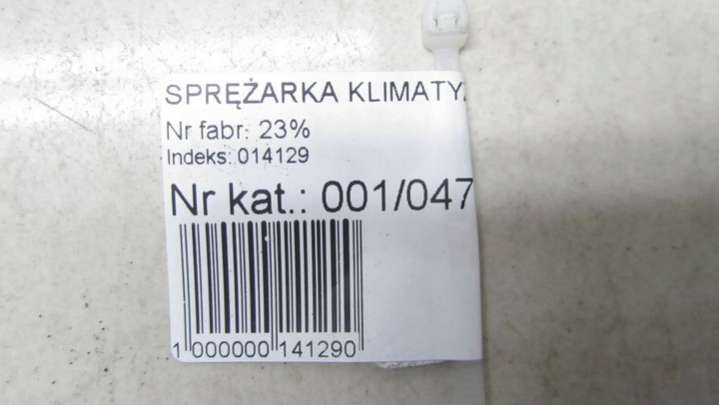 SPRĘŻARKA KLIMATY
Nr fabr: 23%
Indeks: 014129
Nr kat.: 001/047
1 000000 141290